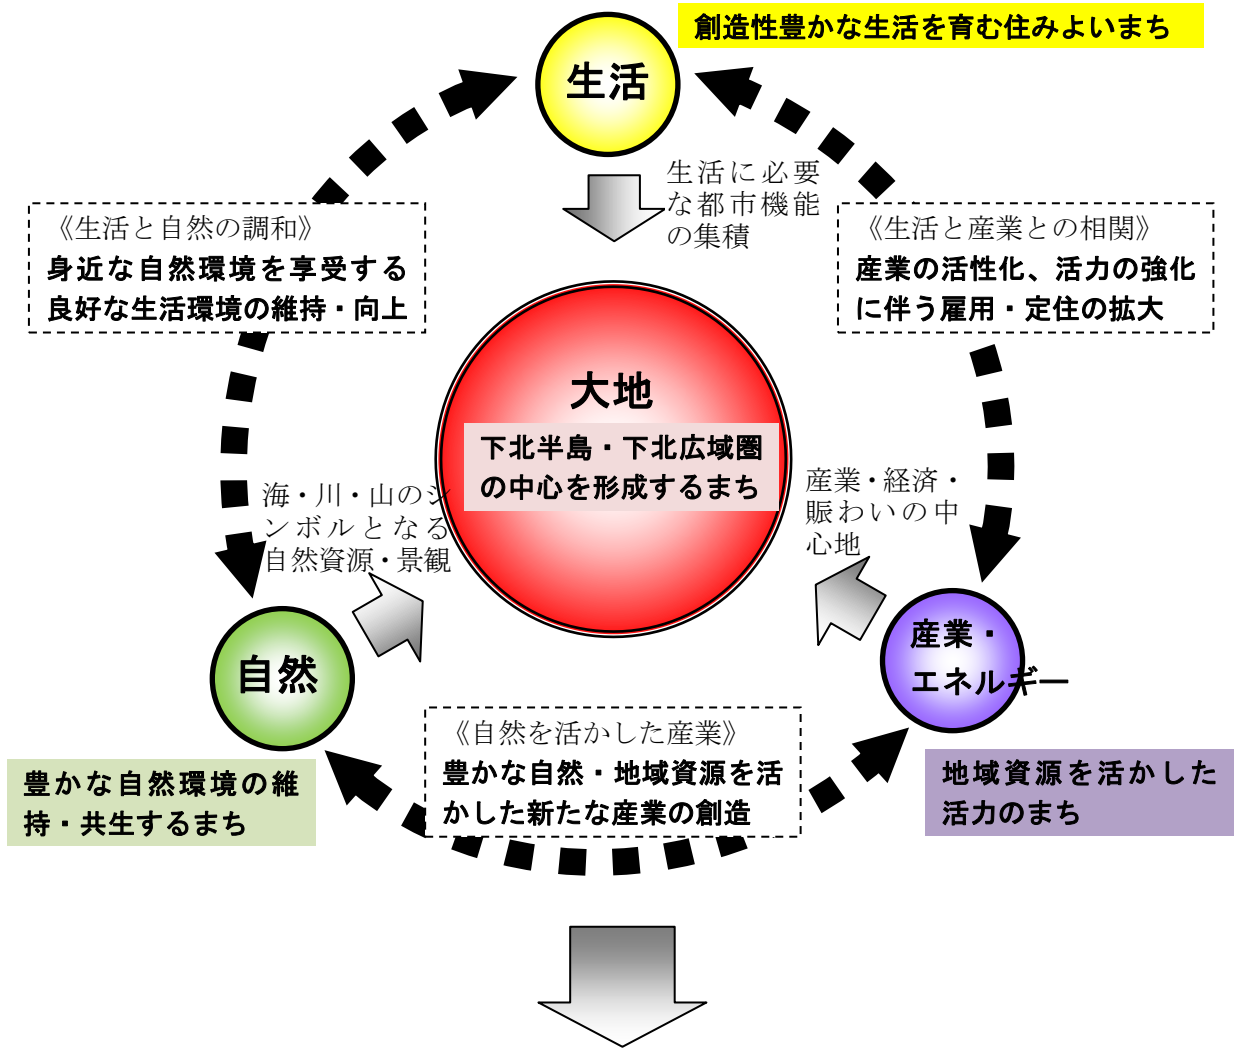 創造性豊かな生活を育む住みよいまち
生活
生活に必要
な都市機能
の集積
《生活と自然の調和》
身近な自然環境を享受する
良好な生活環境の維持・向上
《生活と産業との相関》
産業の活性化、活力の強化
に伴う雇用・定住の拡大
大地
下北半島・下北広域圏
の中心を形成するまち
海・川・山のシ
ンボルとなる
自然資源・景観
産業・経済・
賑わいの中
心地
自然
産業・
エネルギー
《自然を活かした産業》
豊かな自然・地域資源を活
かした新たな産業の創造
豊かな自然環境の維
持・共生するまち
地域資源を活かした
活力のまち